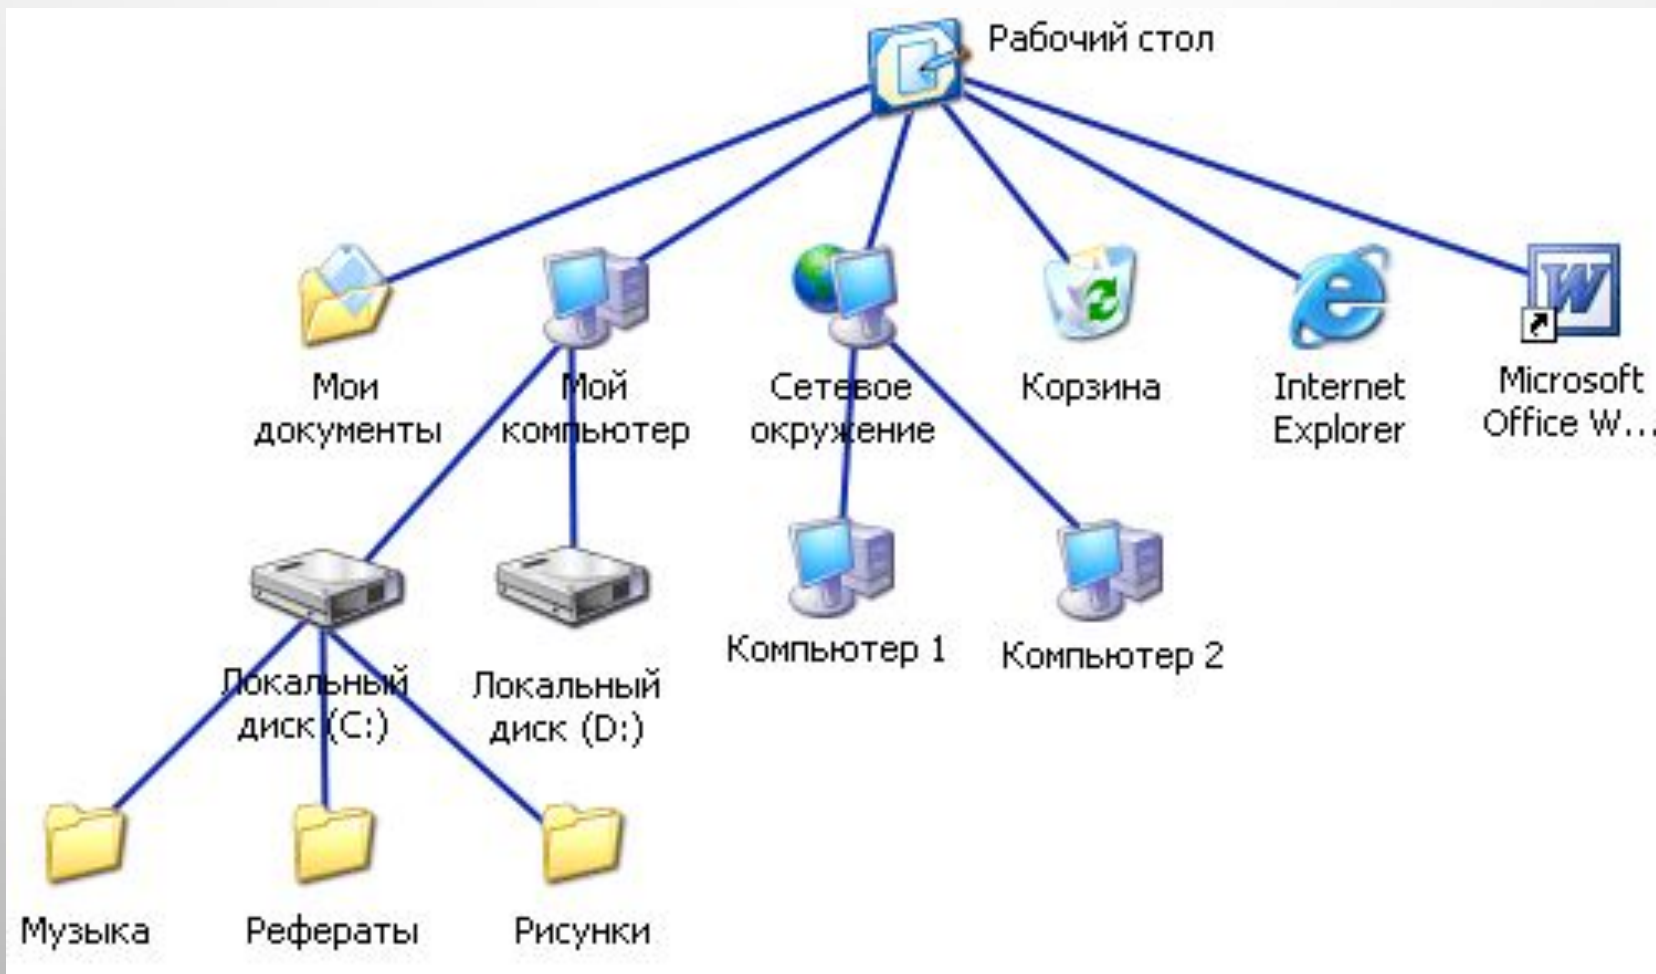 Рабочий стол
Мои
документы
Мой
компьютер
Сетевое
окружение
Корзина
Internet
Explorer
Microsoft
Office W...
Локальный
диск (C:)
Локальный
диск (D:)
Компьютер 1
Компьютер 2
Музыка
Рефераты
Рисунки